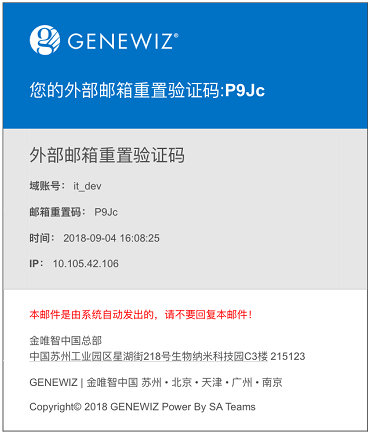 GENEWIZ®
您的外部邮箱重置验证码:P9Jc
外部邮箱重置验证码
域账号： it_dev
邮箱重置码： P9Jc
时间： 2018-09-04 16:08:25
IP： 10.105.42.106
本邮件是由系统自动发出的，请不要回复本邮件！
金唯智中国总部
中国苏州工业园区星湖街218号生物纳米科技园C3楼 215123
GENEWIZ | 金唯智中国 苏州 • 北京 • 天津 • 广州 • 南京
Copyright© 2018 GENEWIZ Power By SA Teams